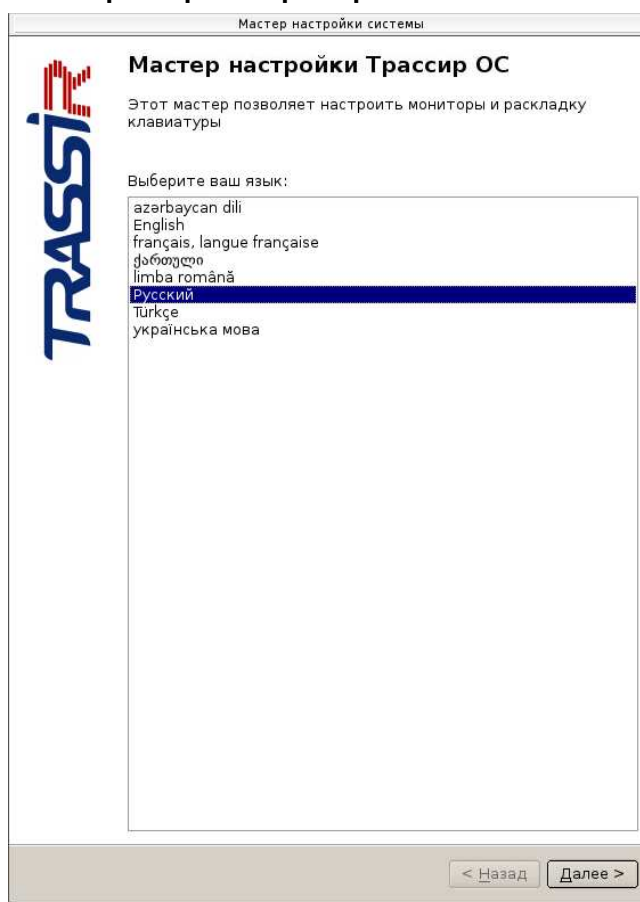 Мастер настройки системы
TRASSIR
Мастер настройки Трассир ОС
Этот мастер позволяет настроить мониторы и раскладку
клавиатуры
Выберите ваш язык:
azərbaycan dili
English
français, langue française
ქართული
limba română
Русский
Türkçe
українська мова
< Назад
Далее >